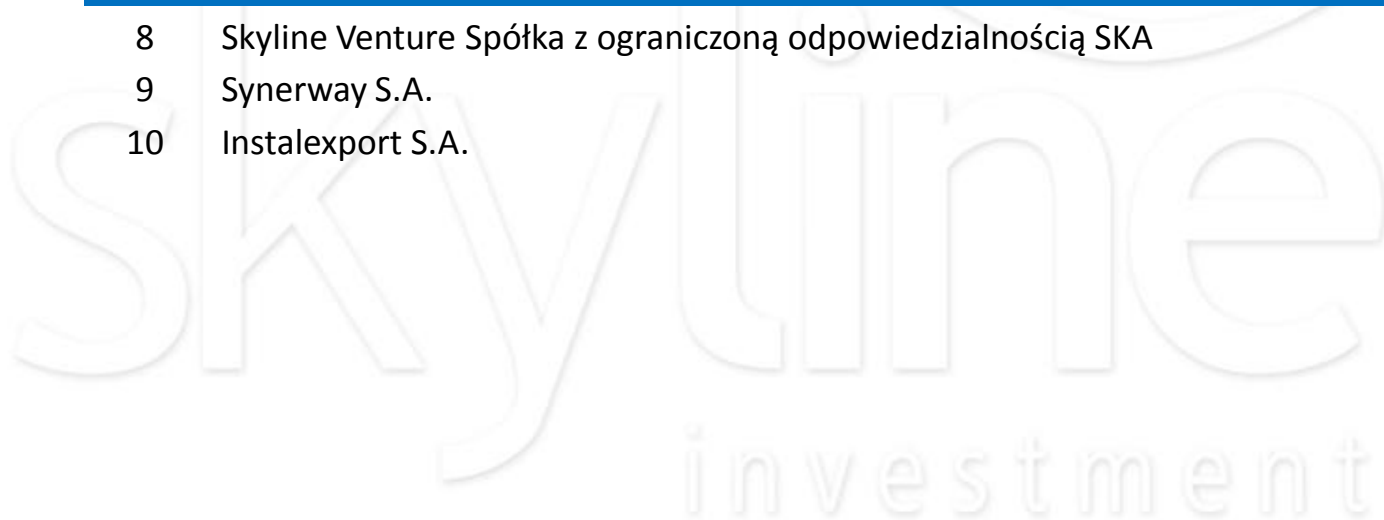 8 Skyline Venture Spółka z ograniczoną odpowiedzialnością SKA
9 Synerway S.A.
10 Instalexport S.A.
skyline
investment